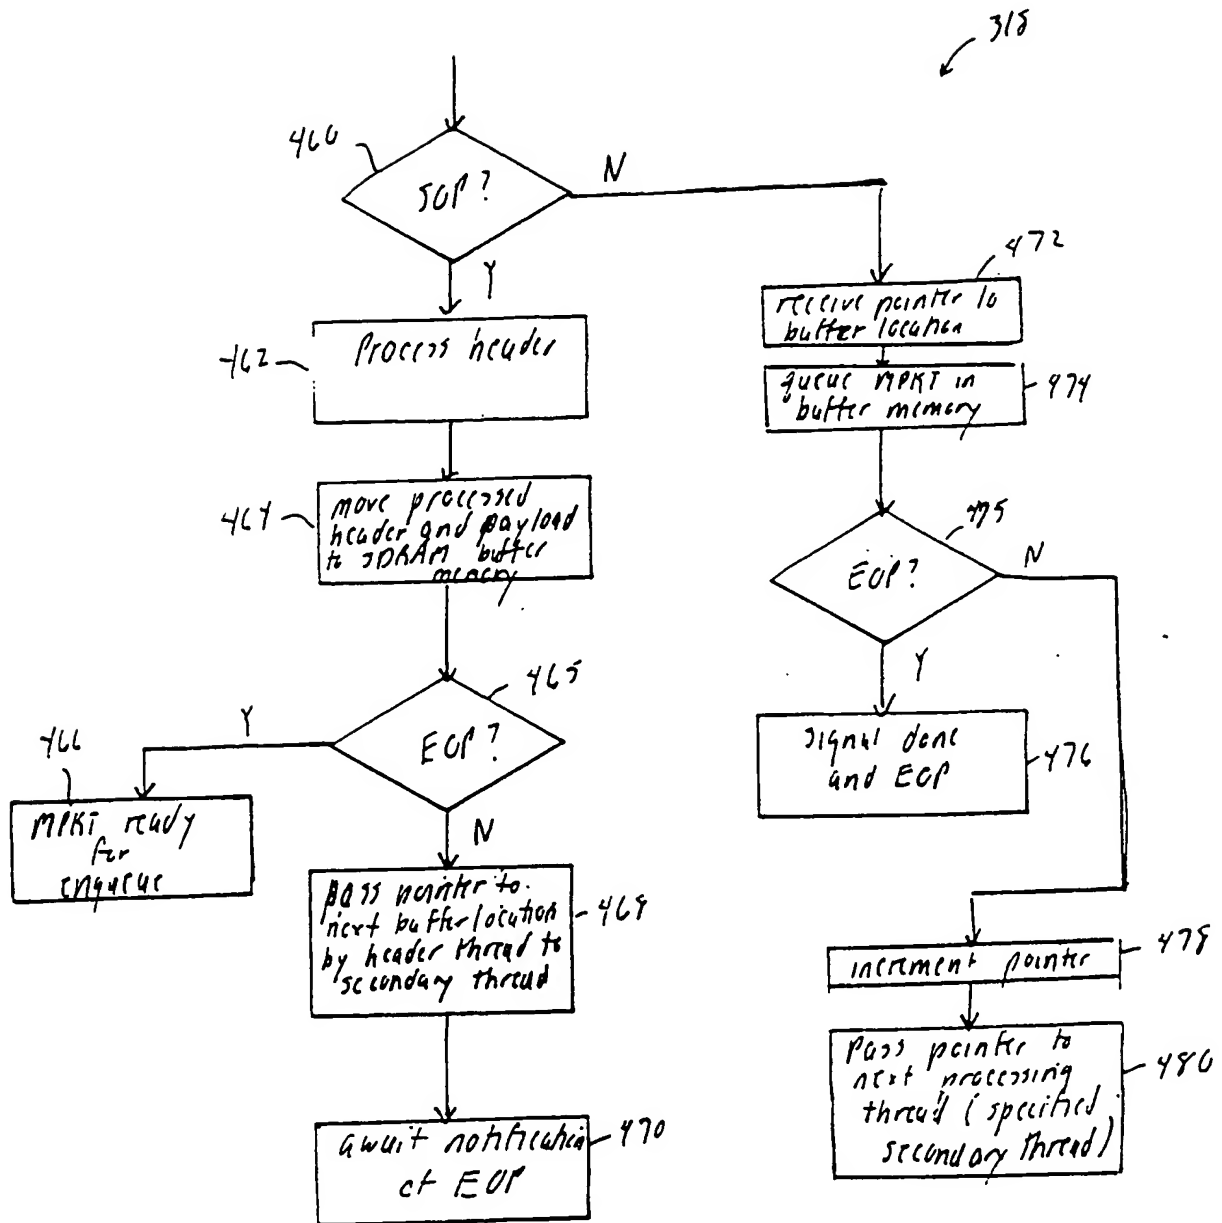 318
460
SOP?
N
Y
472
receive pointer to
buffer location
462
Process header
queue MPKT in
buffer memory
474
464
move processed
header and payload
to SDRAM buffer
memory
475
EOP?
N
Y
465
EOP?
Y
N
466
MPKT ready
for
enqueue
signal done
and EOP
476
pass pointer to
next buffer location
by header thread to
secondary thread
468
increment pointer
478
Pass pointer to
next processing
thread (specified
secondary thread)
480
await notification
of EOP
470